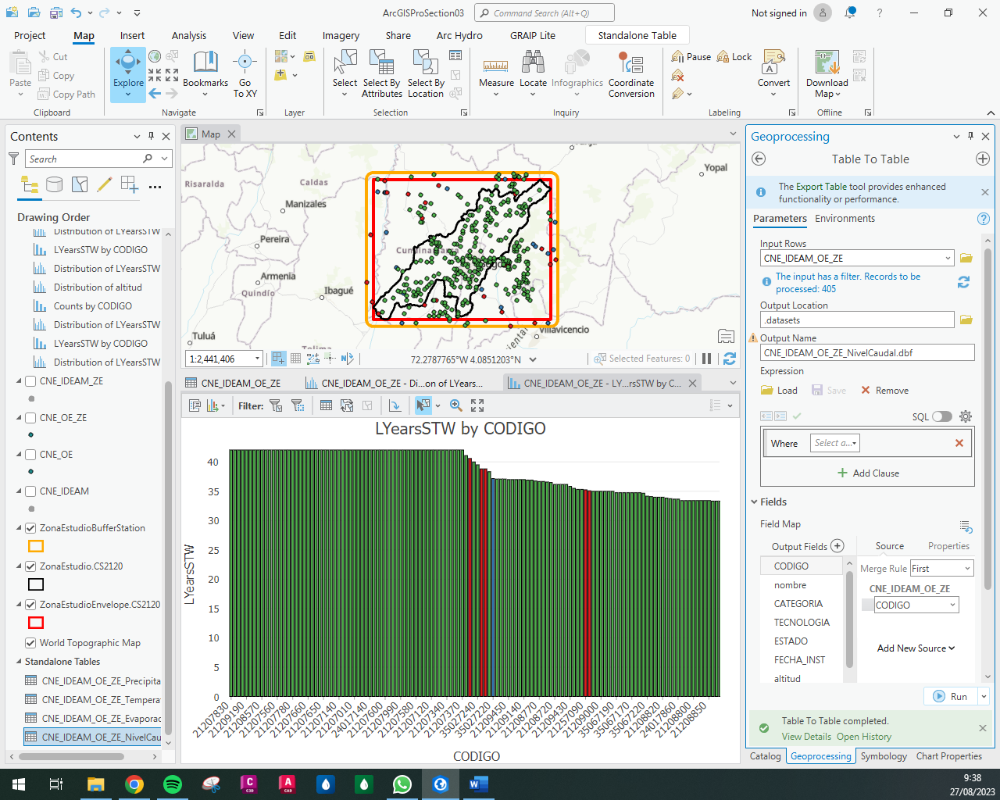 ArcGISProSection03
Command Search (Alt+Q)
Not signed in
?
Project
Map
Insert
Analysis
View
Edit
Imagery
Share
Arc Hydro
GRAIP Lite
Standalone Table
Paste
Cut
Copy
Copy Path
Clipboard
Explore
Bookmarks
Go
To XY
Navigate
Layer
Select
Select By
Attributes
Select By
Location
Selection
Measure
Locate
Infographics
Coordinate
Conversion
Inquiry
Pause
Lock
Convert
Labeling
Download
Map
Offline
Contents
Search
Drawing Order
Distribution of LYearsSTW
LYearsSTW by CODIGO
Distribution of LYearsSTW
Distribution of altitud
Counts by CODIGO
Distribution of LYearsSTW
LYearsSTW by CODIGO
Distribution of LYearsSTW
CNE_IDEAM_ZE
CNE_OE_ZE
CNE_OE
CNE_IDEAM
ZonaEstudioBufferStation
ZonaEstudio.CS2120
ZonaEstudioEnvelope.CS2120
World Topographic Map
Standalone Tables
CNE_IDEAM_OE_ZE_Precipita
CNE_IDEAM_OE_ZE_Tempera
CNE_IDEAM_OE_ZE_Evaporac
CNE_IDEAM_OE_ZE_NivelCau
Map
Risaralda
Caldas
Manizales
Pereira
Armenia
Quindío
Ibagué
Tuluá
Tolima
Yopal
Villavicencio
1:2,441,406
72.2787765°W 4.0851203°N
Selected Features: 0
CNE_IDEAM_OE_ZE
CNE_IDEAM_OE_ZE - Di...on of LYears...
CNE_IDEAM_OE_ZE - LY...rsSTW by C...
Filter:
LYearsSTW by CODIGO
LYearsSTW
40
35
30
25
20
15
10
5
0
21207830
21209190
21208570
21207560
21207780
21207660
21207650
21207140
21207010
24017140
21207600
21207990
21207580
21207120
21207340
21207370
35027240
35027220
21209450
21209140
21208770
21208720
21209430
21257090
21209000
35067190
35067170
35067220
21208820
24017860
21208800
21208850
CODIGO
Geoprocessing
Table To Table
The Export Table tool provides enhanced
functionality or performance.
Parameters
Environments
?
Input Rows
CNE_IDEAM_OE_ZE
The input has a filter. Records to be
processed: 405
Output Location
.datasets
Output Name
CNE_IDEAM_OE_ZE_NivelCaudal.dbf
Expression
Load
Save
Remove
SQL
Where
Select a...
Add Clause
Fields
Field Map
Output Fields
Source
Properties
CODIGO
nombre
CATEGORIA
TECNOLOGIA
ESTADO
FECHA_INST
altitud
Merge Rule
First
CNE_IDEAM_OE_ZE
CODIGO
Add New Source
Run
Table To Table completed.
View Details
Open History
Catalog
Geoprocessing
Symbology
Chart Properties
9:38
27/08/2023